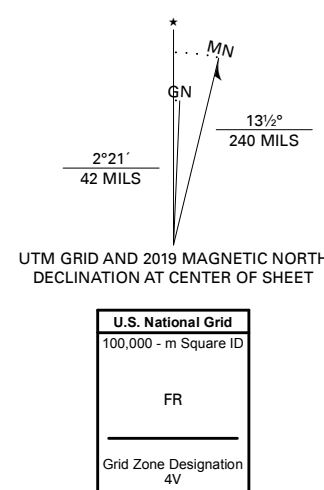 ★
MN
GN
13½°
240 MILS
2°21´
42 MILS
UTM GRID AND 2019 MAGNETIC NORTH
DECLINATION AT CENTER OF SHEET
U.S. National Grid
100,000 - m Square ID
FR
Grid Zone Designation
4V